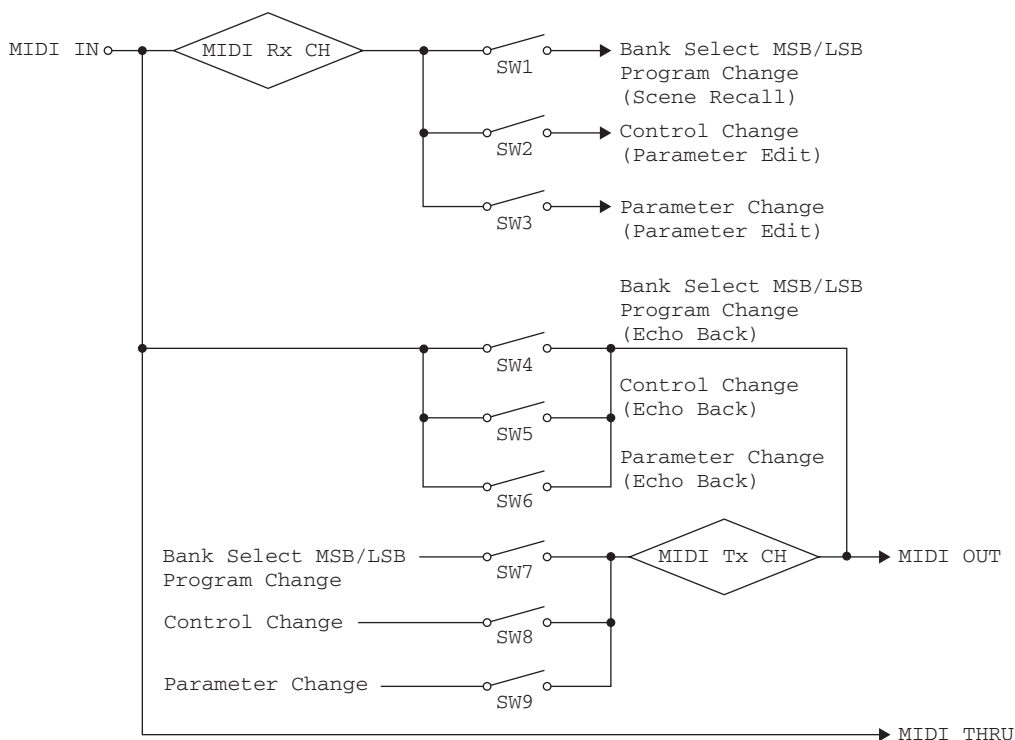 MIDI IN
MIDI Rx CH
SW1
Bank Select MSB/LSB
Program Change
(Scene Recall)
SW2
Control Change
(Parameter Edit)
SW3
Parameter Change
(Parameter Edit)
Bank Select MSB/LSB
Program Change
(Echo Back)
SW4
Control Change
(Echo Back)
SW5
Parameter Change
(Echo Back)
SW6
Bank Select MSB/LSB
Program Change
SW7
MIDI Tx CH
MIDI OUT
Control Change
SW8
Parameter Change
SW9
MIDI THRU